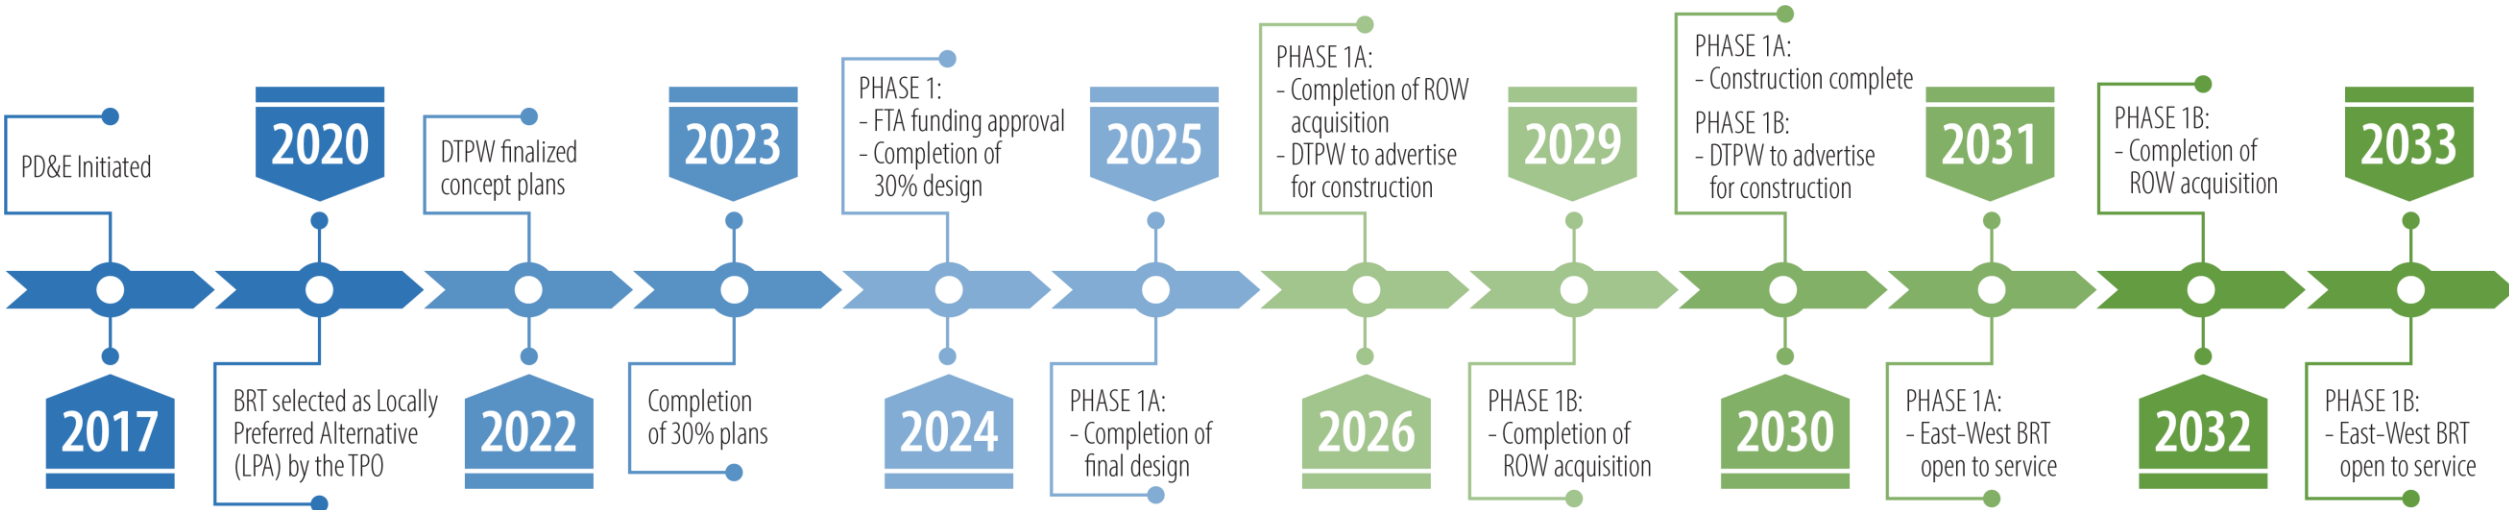 PD&E Initiated
2017
2020
BRT selected as Locally
Preferred Alternative
(LPA) by the TPO
DTPW finalized
concept plans
2022
2023
Completion
of 30% plans
PHASE 1:
- FTA funding approval
- Completion of
30% design
2024
2025
PHASE 1A:
- Completion of
final design
PHASE 1A:
- Completion of ROW
acquisition
- DTPW to advertise
for construction
2026
2029
PHASE 1B:
- Completion of
ROW acquisition
PHASE 1A:
- Construction complete
PHASE 1B:
- DTPW to advertise
for construction
2030
2031
PHASE 1A:
- East-West BRT
open to service
PHASE 1B:
- Completion of
ROW acquisition
2032
2033
PHASE 1B:
- East-West BRT
open to service